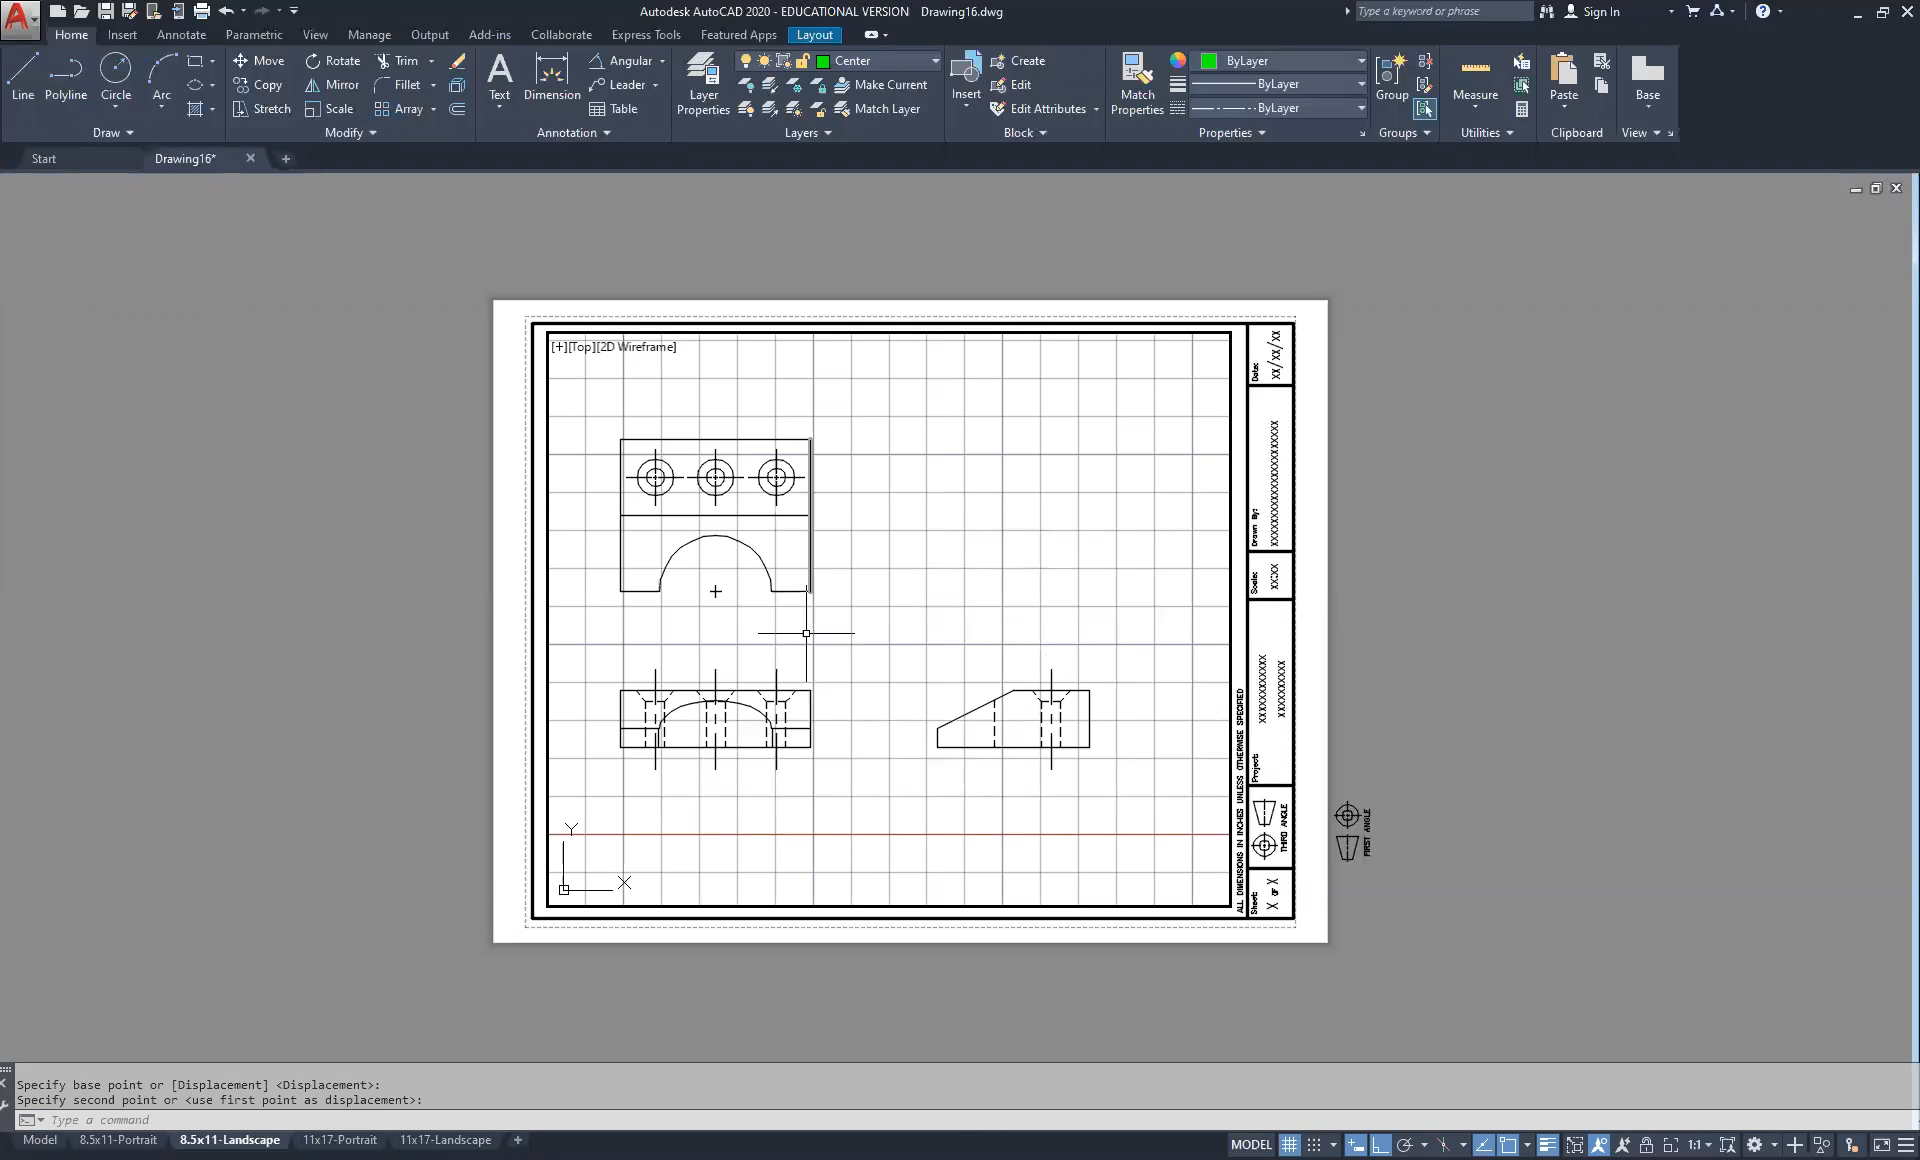 Autodesk AutoCAD 2020 - EDUCATIONAL VERSION Drawing16.dwg
Type a keyword or phrase
Sign In
Home Insert Annotate Parametric View Manage Output Add-ins Collaborate Express Tools Featured Apps Layout
Line Polyline Circle Arc
Draw
Move Rotate Trim
Copy Mirror Fillet
Stretch Scale Array
Modify
Text Dimension
Angular
Leader
Table
Annotation
Layer Properties
Center
Make Current
Match Layer
Layers
Insert
Create
Edit
Edit Attributes
Block
Match Properties
ByLayer
ByLayer
ByLayer
Properties
Group
Groups
Measure
Utilities
Paste
Clipboard
Base
View
Start Drawing16*
[+][Top][2D Wireframe]
Y
X
Date:
XX/XX/XX
Drawn By:
Scale:
XX:XX
Project:
THIRD ANGLE
FIRST ANGLE
Sheet:
X OF X
ALL DIMENSIONS IN INCHES UNLESS OTHERWISE SPECIFIED
Specify base point or [Displacement] <Displacement>:
Specify second point or <use first point as displacement>:
Type a command
Model 8.5x11-Portrait 8.5x11-Landscape 11x17-Portrait 11x17-Landscape
MODEL
1:1